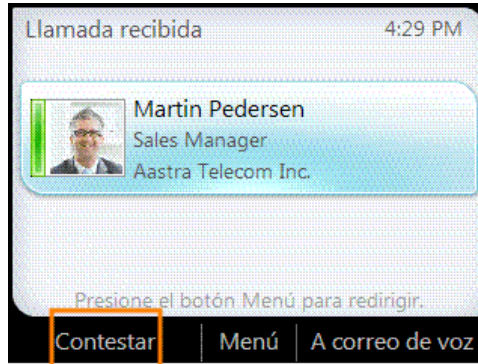 Llamada recibida 4:29 PM
Martin Pedersen
Sales Manager
Aastra Telecom Inc.
Presione el botón Menú para redirigir.
Contestar Menú A correo de voz